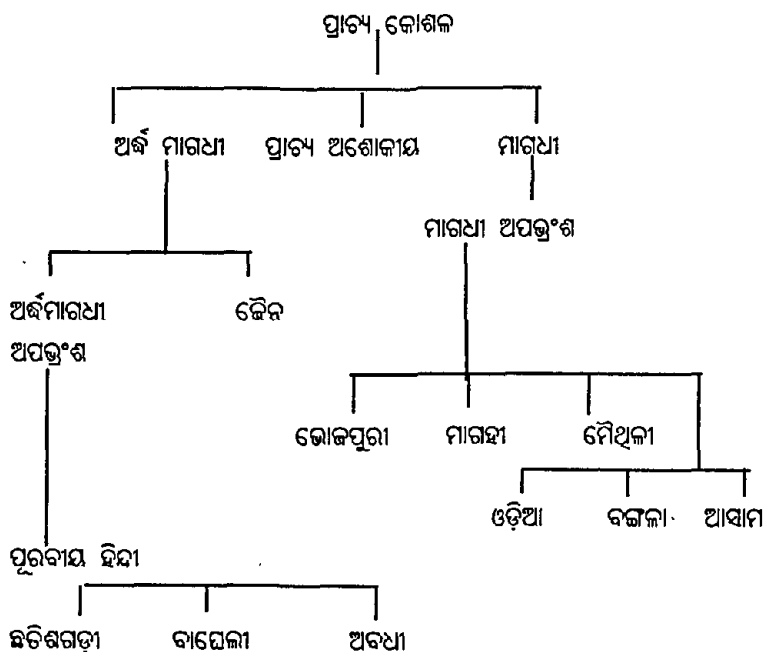 ପ୍ରାଚ୍ୟ କୋଶଳ
ଅର୍ଦ୍ଧ ମାଗଧୀ ପ୍ରାଚ୍ୟ ଅଶୋକୀୟ ମାଗଧୀ
ମାଗଧୀ ଅପଭ୍ରଂଶ
ଅର୍ଦ୍ଧମାଗଧୀ ଜୈନ
ଅପଭ୍ରଂଶ
ଭୋଜପୁରୀ ମାଗହୀ ମୈଥିଳୀ
ଓଡ଼ିଆ ବଙ୍ଗଳା ଆସାମ
ପୂରବୀୟ ହିନ୍ଦୀ
ଛତିଶଗଡ଼ୀ ବାଘେଲୀ ଅବଧୀ